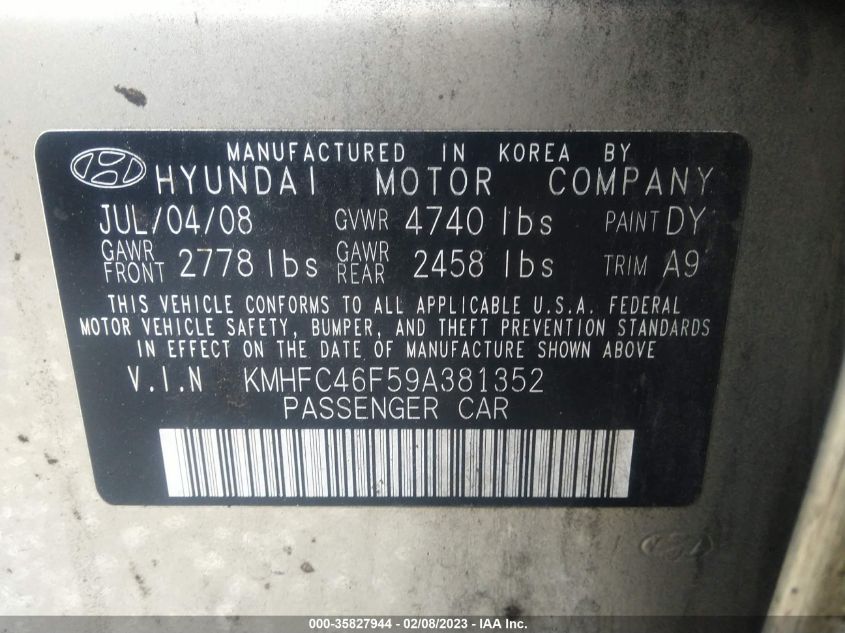 MANUFACTURED IN KOREA BY
HYUNDAI MOTOR COMPANY
JUL/04/08 GVWR 4740 lbs PAINT DY
GAWR FRONT 2778 lbs GAWR REAR 2458 lbs TRIM A9
THIS VEHICLE CONFORMS TO ALL APPLICABLE U.S.A. FEDERAL
MOTOR VEHICLE SAFETY, BUMPER, AND THEFT PREVENTION STANDARDS
IN EFFECT ON THE DATE OF MANUFACTURE SHOWN ABOVE
V.I.N KMHFC46F59A381352
PASSENGER CAR
000-35827944 - 02/08/2023 - IAA Inc.